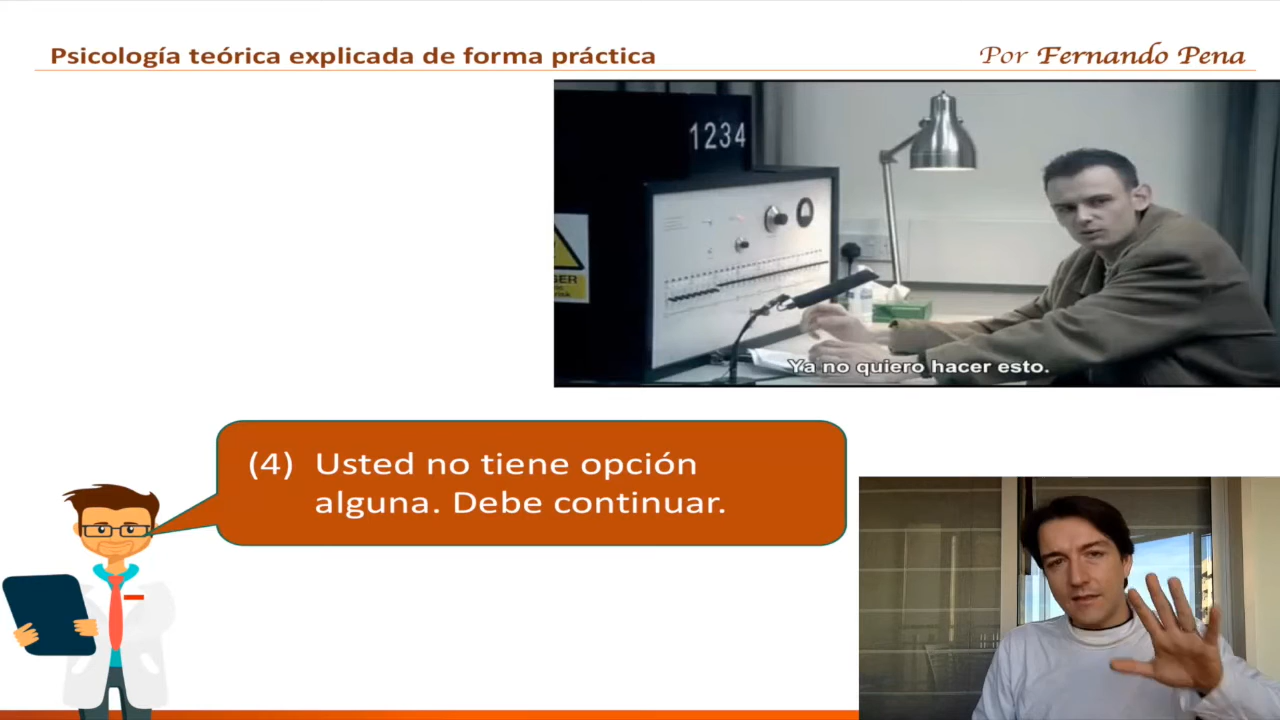 Psicología teórica explicada de forma práctica
Por Fernando Pena
1234
Ya no quiero hacer esto.
(4) Usted no tiene opción
alguna. Debe continuar.